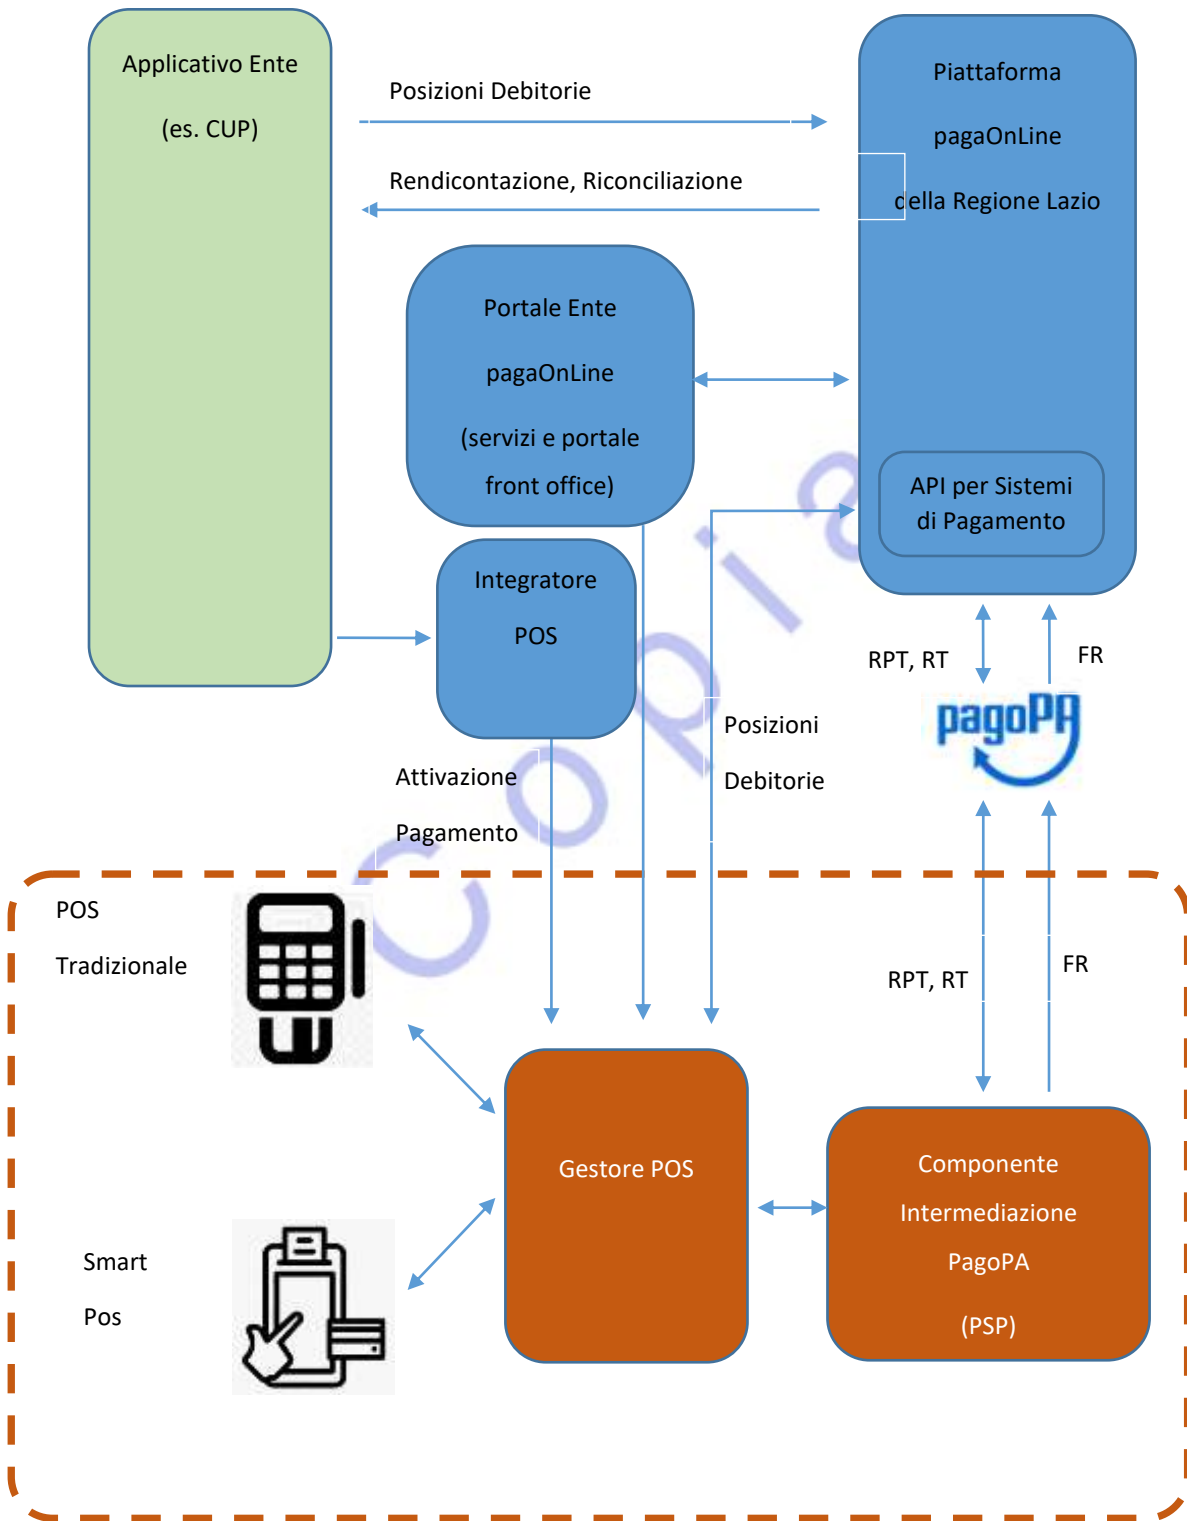 Applicativo Ente
(es. CUP)
Posizioni Debitorie
Rendicontazione, Riconciliazione
Piattaforma
pagaOnLine
della Regione Lazio
Portale Ente
pagaOnLine
(servizi e portale
front office)
API per Sistemi
di Pagamento
Integratore
POS
RPT, RT
FR
pagoPA
Posizioni
Debitorie
Attivazione
Pagamento
Copia
POS
Tradizionale
RPT, RT
FR
Gestore POS
Componente
Intermediazione
PagoPA
(PSP)
Smart
Pos